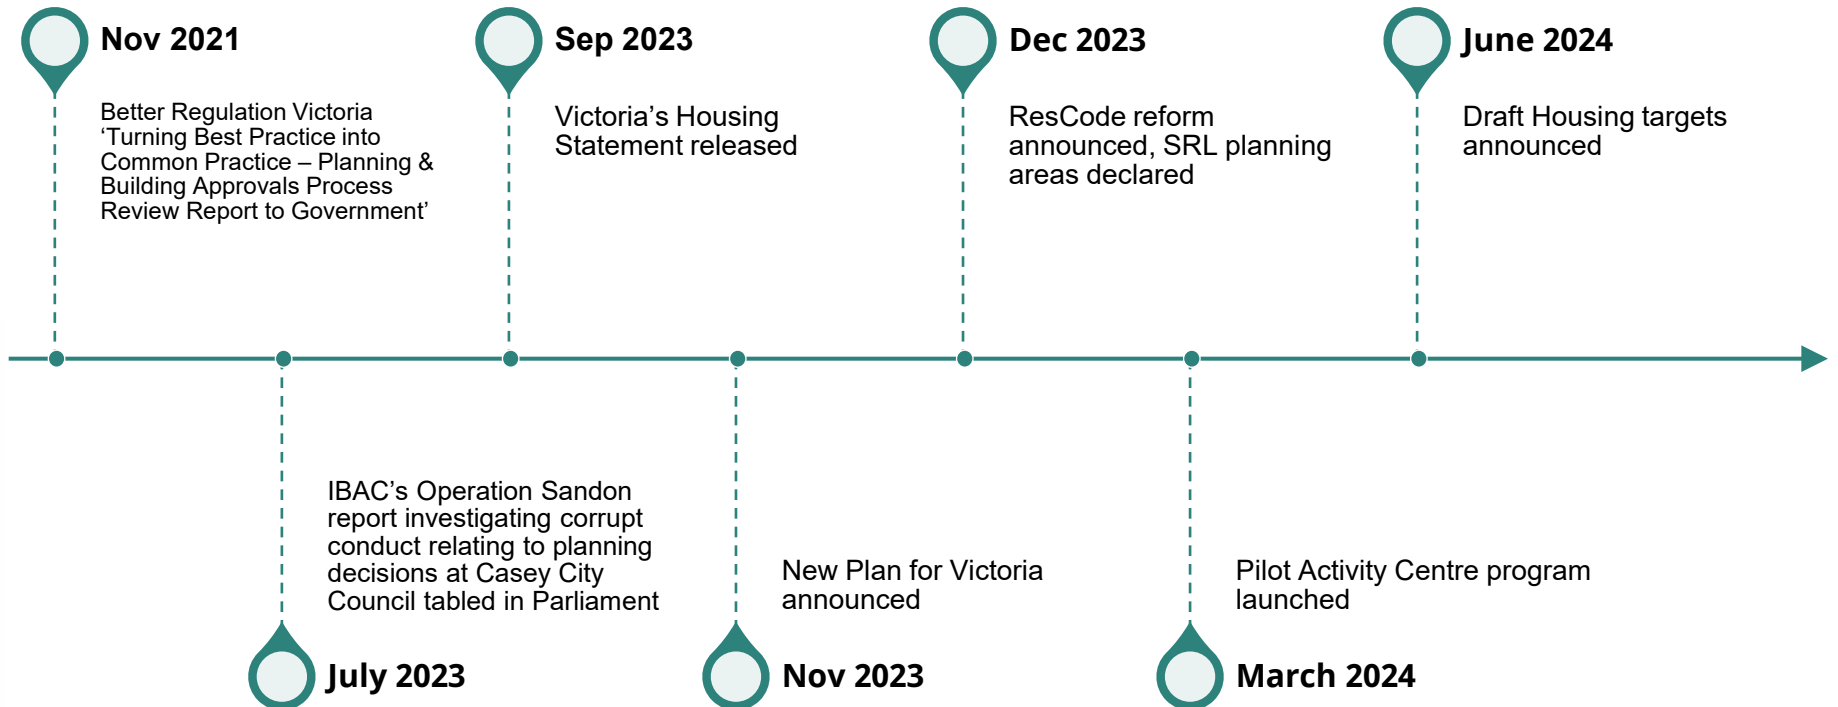 Nov 2021
Better Regulation Victoria
‘Turning Best Practice into
Common Practice – Planning &
Building Approvals Process
Review Report to Government’
Sep 2023
Victoria’s Housing
Statement released
Dec 2023
ResCode reform
announced, SRL planning
areas declared
June 2024
Draft Housing targets
announced
IBAC’s Operation Sandon
report investigating corrupt
conduct relating to planning
decisions at Casey City
Council tabled in Parliament
July 2023
New Plan for Victoria
announced
Nov 2023
Pilot Activity Centre program
launched
March 2024